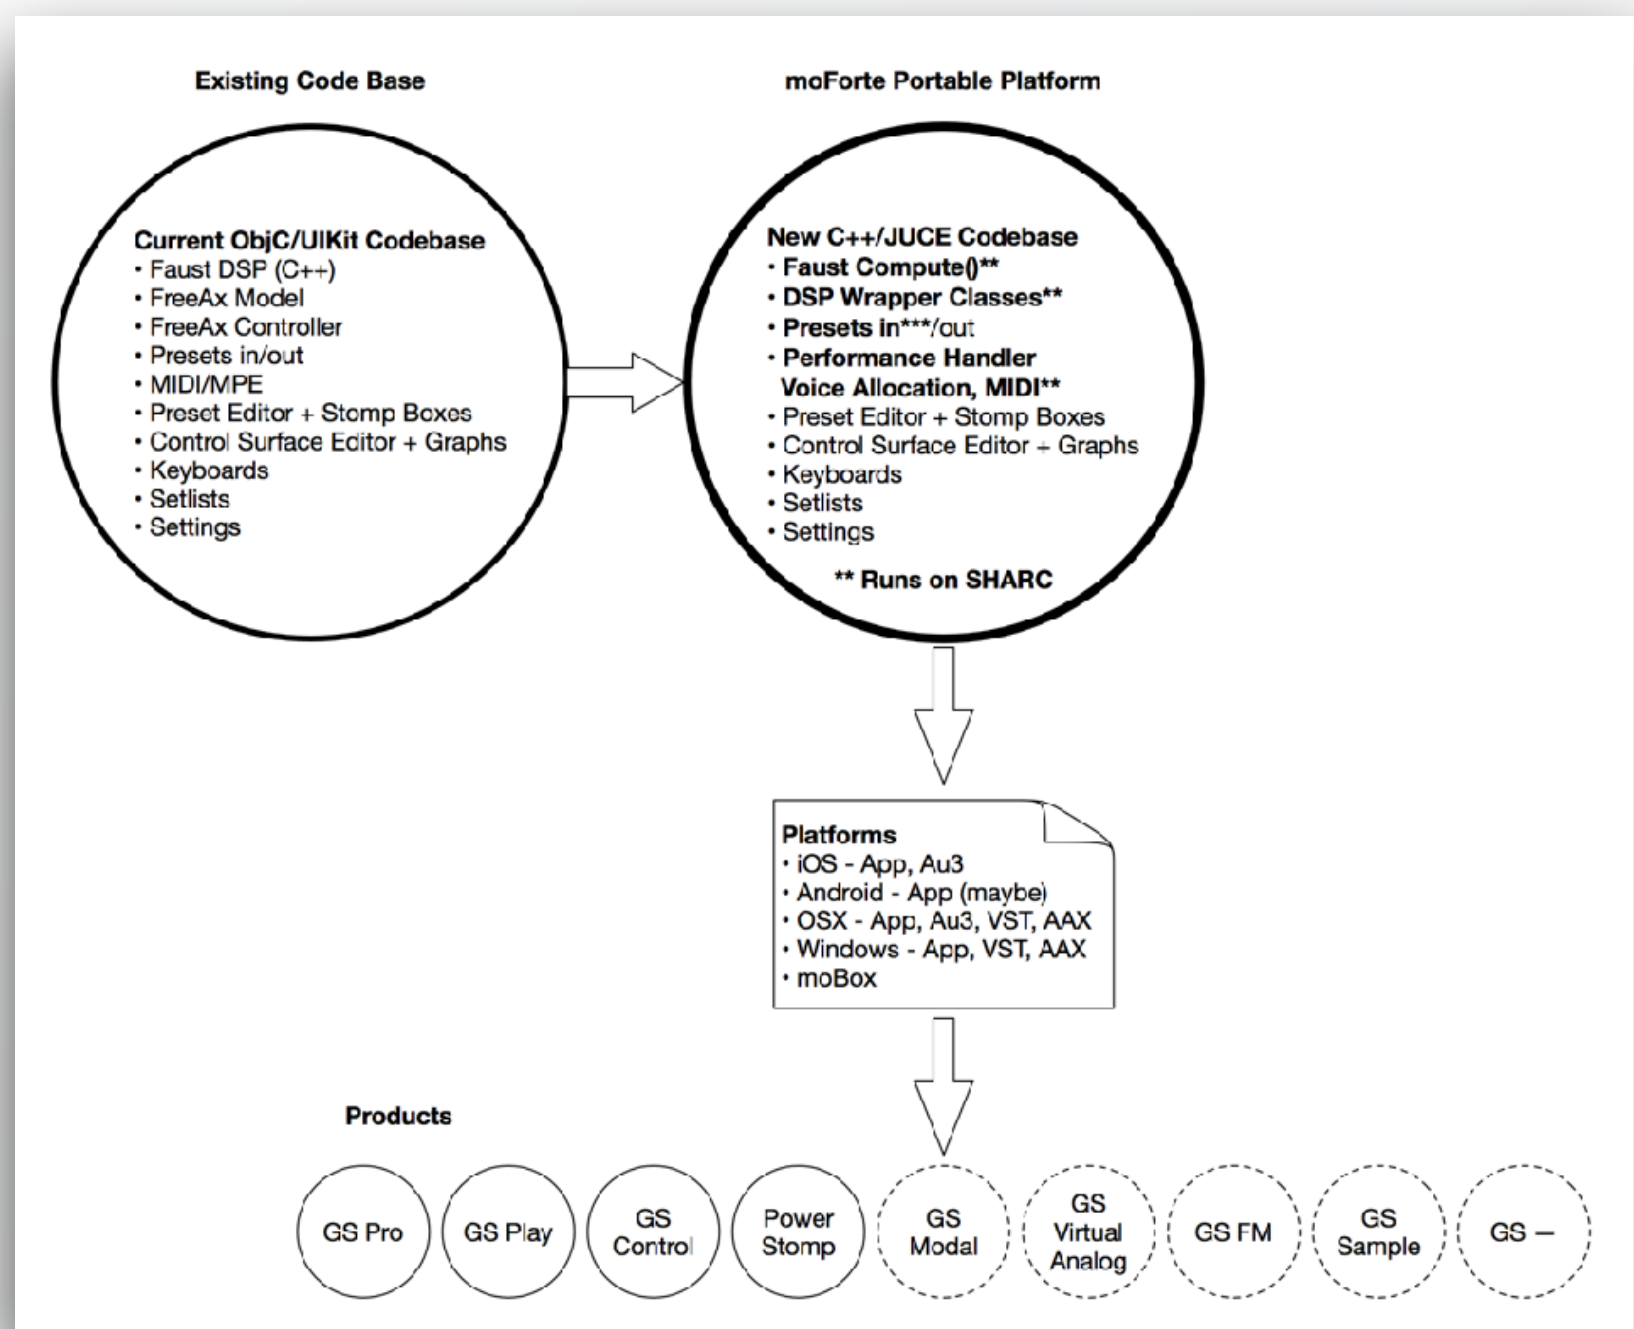 Existing Code Base
moForte Portable Platform
Current ObjC/UIKit Codebase
• Faust DSP (C++)
• FreeAx Model
• FreeAx Controller
• Presets in/out
• MIDI/MPE
• Preset Editor + Stomp Boxes
• Control Surface Editor + Graphs
• Keyboards
• Setlists
• Settings
New C++/JUCE Codebase
• Faust Compute()**
• DSP Wrapper Classes**
• Presets in***/out
• Performance Handler
Voice Allocation, MIDI**
• Preset Editor + Stomp Boxes
• Control Surface Editor + Graphs
• Keyboards
• Setlists
• Settings
** Runs on SHARC
Platforms
• iOS - App, Au3
• Android - App (maybe)
• OSX - App, Au3, VST, AAX
• Windows - App, VST, AAX
• moBox
Products
GS Pro
GS Play
GS
Control
Power
Stomp
GS
Modal
GS
Virtual
Analog
GS FM
GS
Sample
GS —